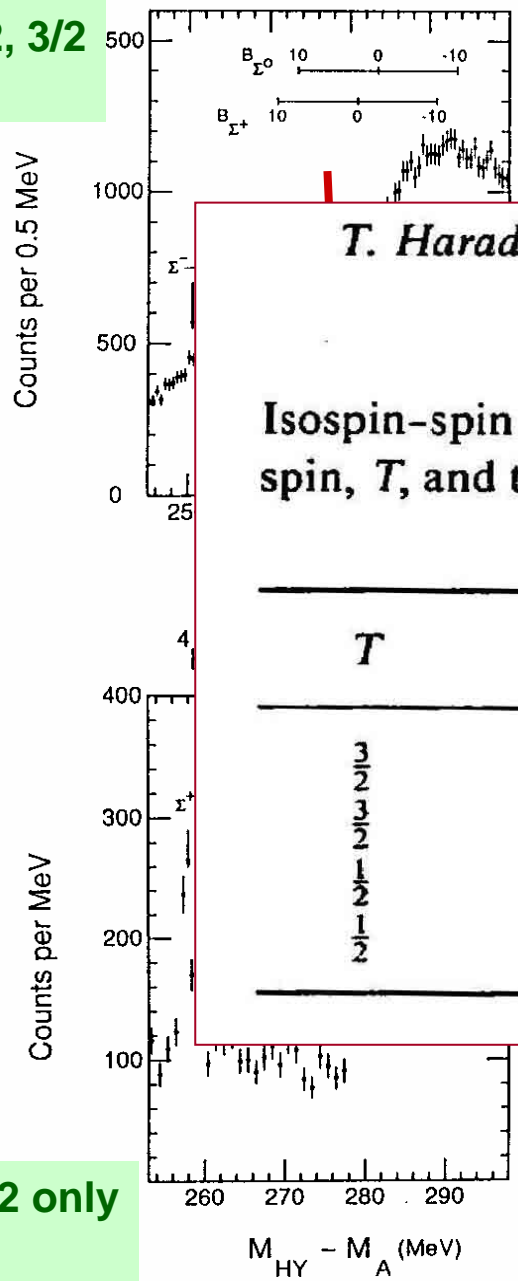 2, 3/2
1500
B Σ⁰ 10 0 -10
B Σ⁺ 10 0 -10
Counts per 0.5 MeV
1000
T. Harad
Σ⁻
500
Isospin-spin
spin, T, and t
0
25
T
4
400
3/2
Σ⁺
300
3/2
1/2
1/2
Counts per MeV
200
100
2 only
260 270 280 290
M HY - M A (MeV)